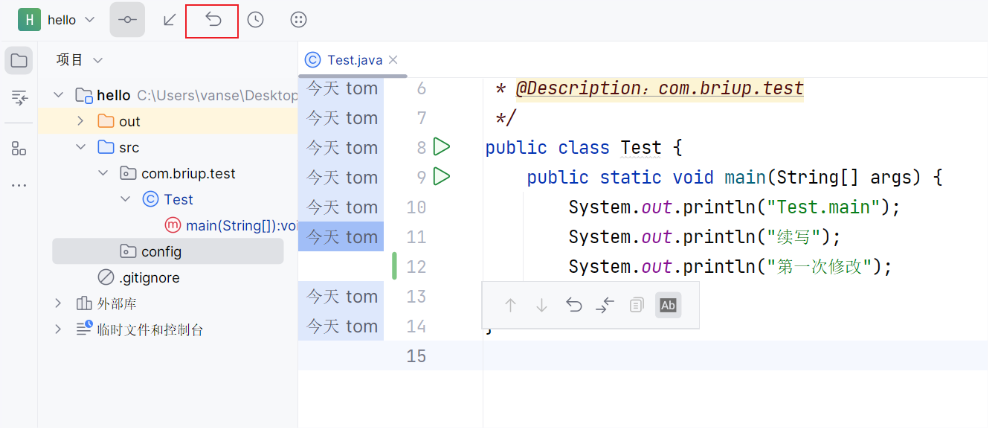 H hello
项目
Test.java
hello C:\Users\vanse\Desktop
out
src
com.briup.test
Test
main(String[]):voi
config
.gitignore
外部库
临时文件和控制台
今天 tom 6 * @Description: com.briup.test
今天 tom 7 */
今天 tom 8 public class Test {
今天 tom 9 public static void main(String[] args) {
今天 tom 10 System.out.println("Test.main");
今天 tom 11 System.out.println("续写");
12 System.out.println("第一次修改");
今天 tom 13
Ab
今天 tom 14 }
15